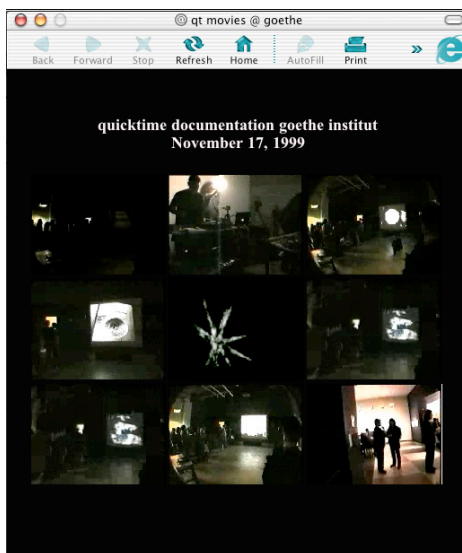 @ qt movies @ goethe
Back Forward Stop Refresh Home AutoFill Print »
quicktime documentation goethe institut
November 17, 1999